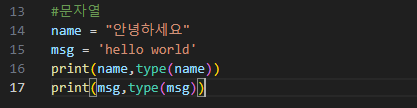 13 #문자열
14 name = "안녕하세요"
15 msg = 'hello world'
16 print(name,type(name))
17 print(msg,type(msg))